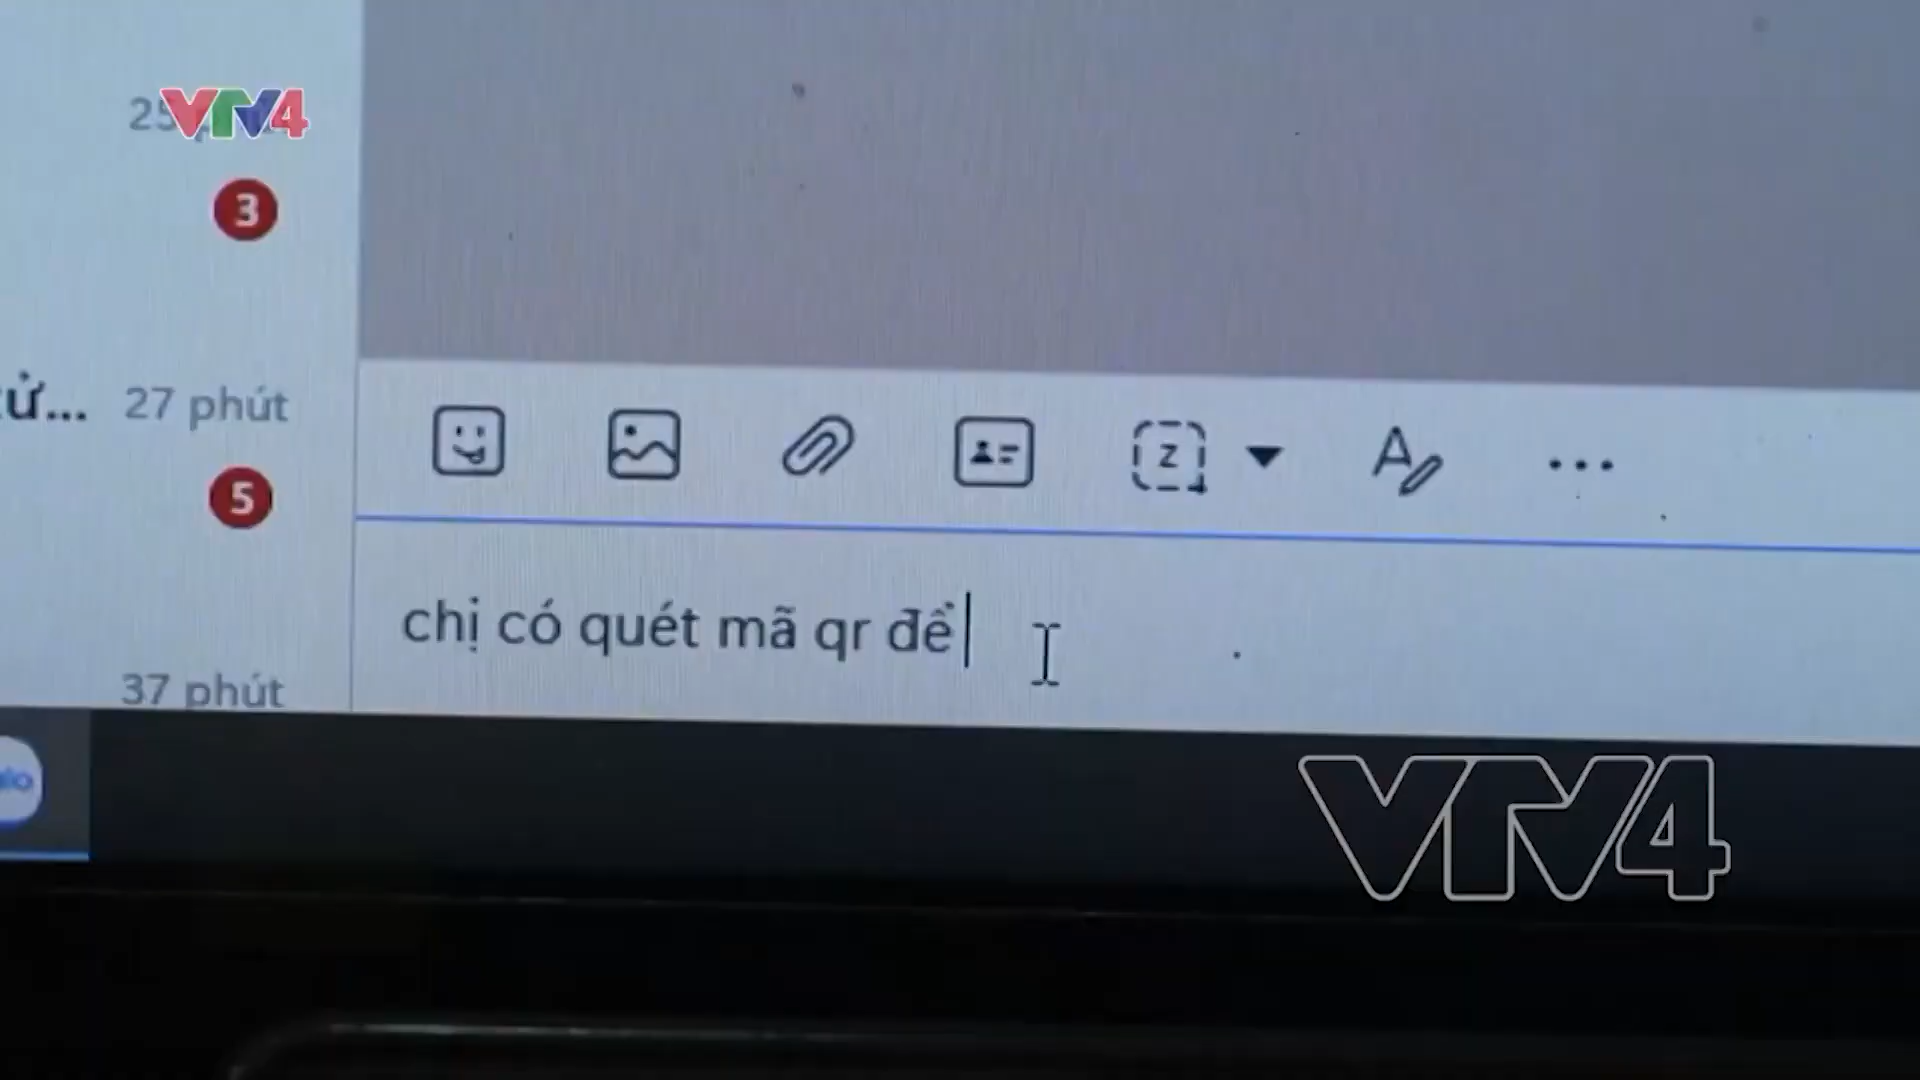 VTV4
3
ử... 27 phút
5
chị có quét mã qr để
37 phút
VTV4